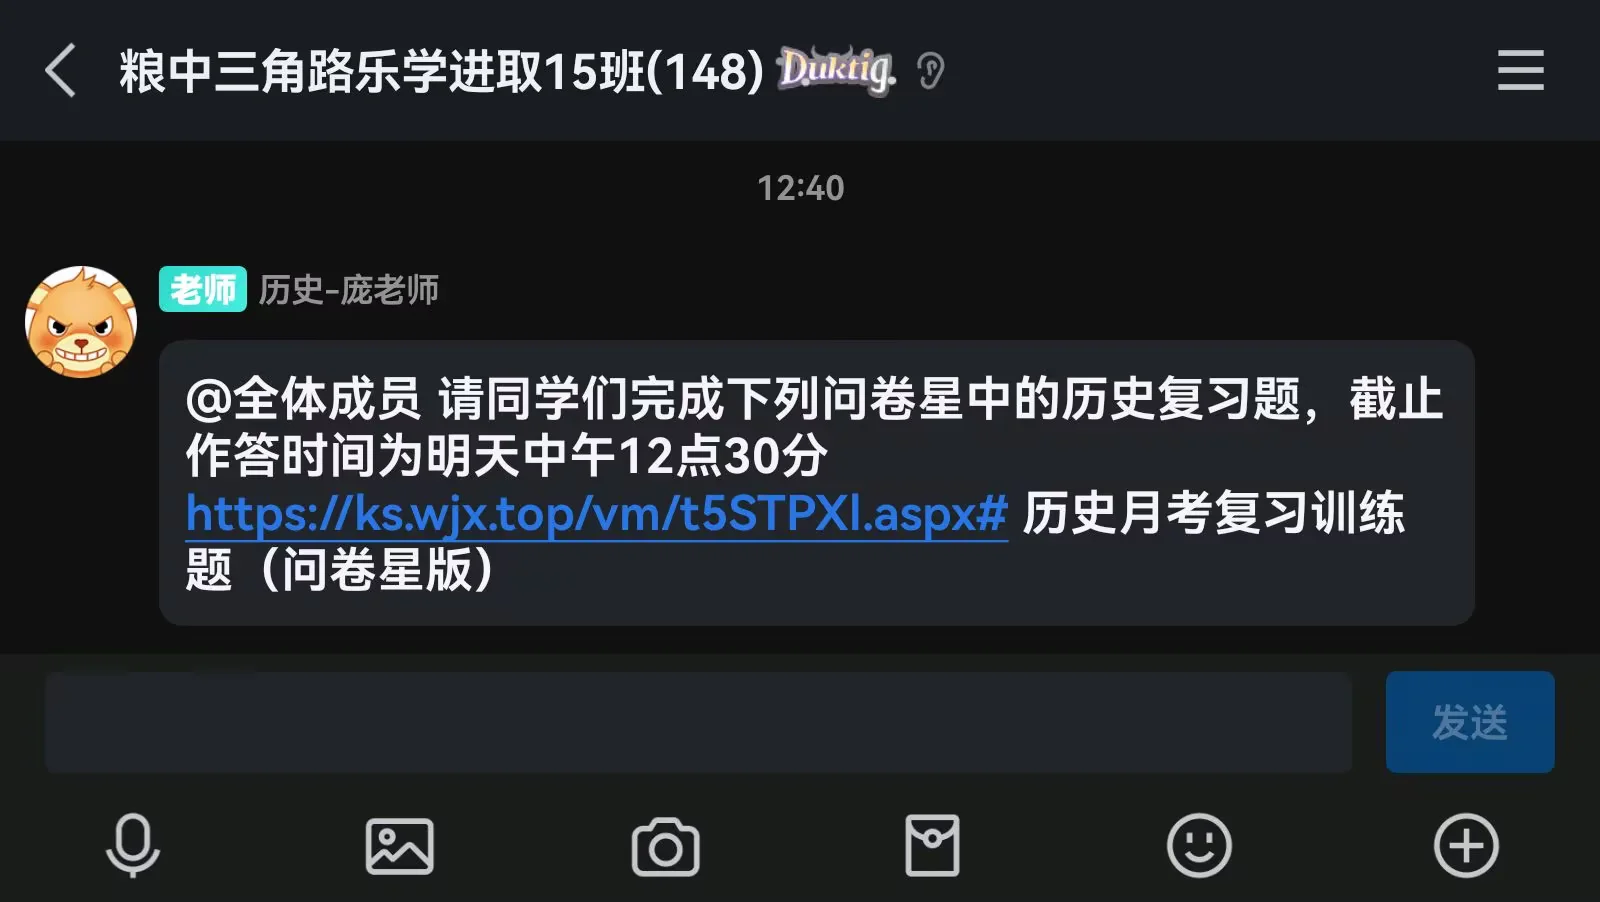 粮中三角路乐学进取15班(148) Duktig.
12:40
老师 历史-庞老师
@全体成员 请同学们完成下列问卷星中的历史复习题，截止
作答时间为明天中午12点30分
https://ks.wjx.top/vm/t5STPXl.aspx# 历史月考复习训练
题（问卷星版）
发送